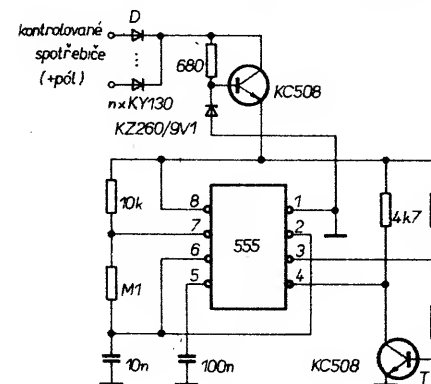 kontrolované
spotřebiče
(+pól)
D
n×KY130
680
KC508
KZ260/9V1
10k
8
7
6
5
555
1
2
3
4
4k7
M1
10n
100n
KC508
T